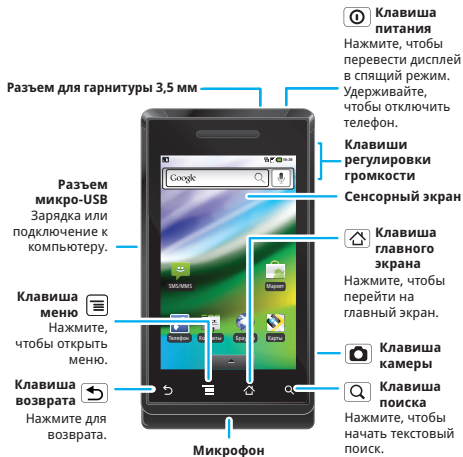 Клавиша
питания
Нажмите, чтобы
перевести дисплей
в спящий режим.
Удерживайте,
чтобы отключить
телефон.
Разъем для гарнитуры 3,5 мм
Клавиши
регулировки
громкости
Сенсорный экран
Разъем
микро-USB
Зарядка или
подключение к
компьютеру.
Google
SMS/MMS
Маркет
Телефон
Контакты
Браузер
Карты
Клавиша
главного
экрана
Нажмите, чтобы
перейти на
главный экран.
Клавиша
меню
Нажмите,
чтобы открыть
меню.
Клавиша
камеры
Клавиша
возврата
Нажмите для
возврата.
Клавиша
поиска
Нажмите, чтобы
начать текстовый
поиск.
Микрофон